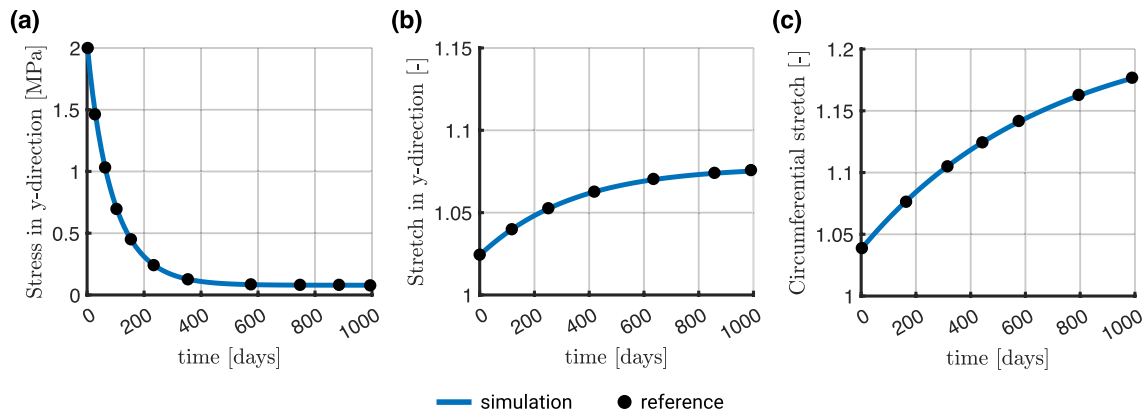 (a)
Stress in y-direction [MPa]
2
1.5
1
0.5
0
0 200 400 600 800 1000
time [days]
(b)
Stretch in y-direction [-]
1.15
1.1
1.05
1
0 200 400 600 800 1000
time [days]
(c)
Circumferential stretch [-]
1.2
1.15
1.1
1.05
1
0 200 400 600 800 1000
time [days]
simulation reference